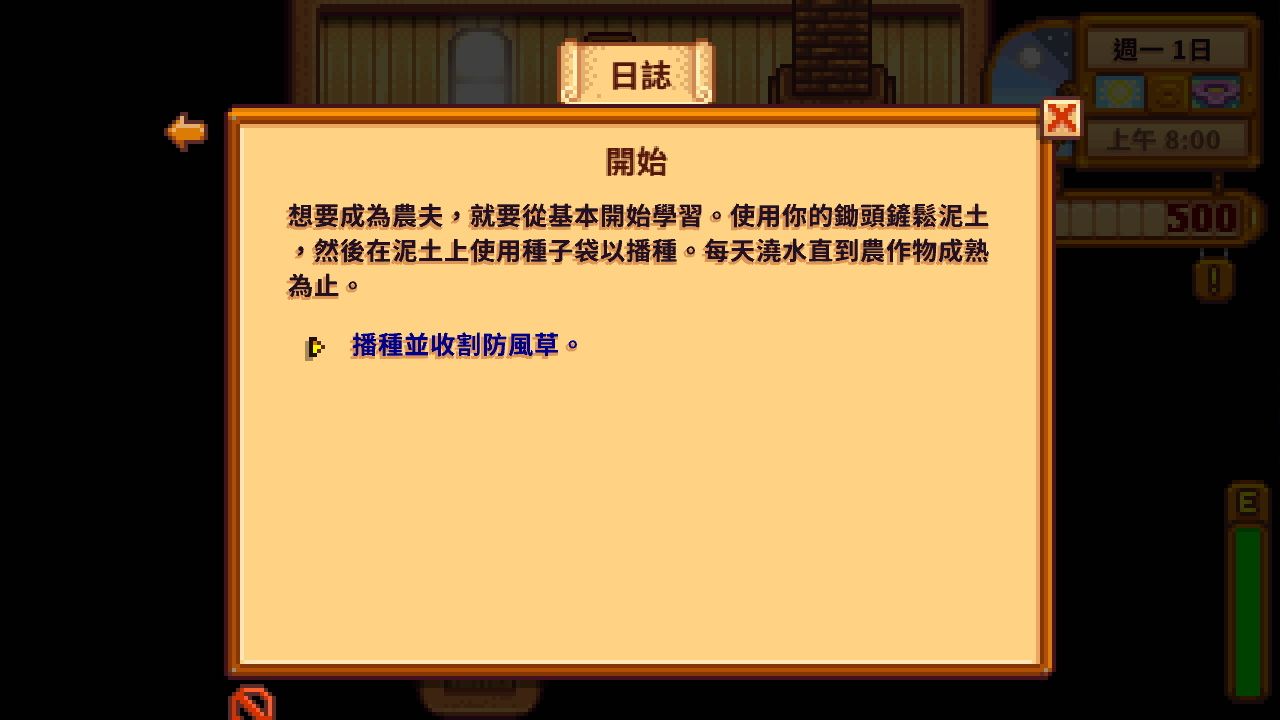 日誌
週一 1日
上午 8:00
500
開始
想要成為農夫，就要從基本開始學習。使用你的鋤頭鏟鬆泥土
，然後在泥土上使用種子袋以播種。每天澆水直到農作物成熟
為止。
播種並收割防風草。
!
E